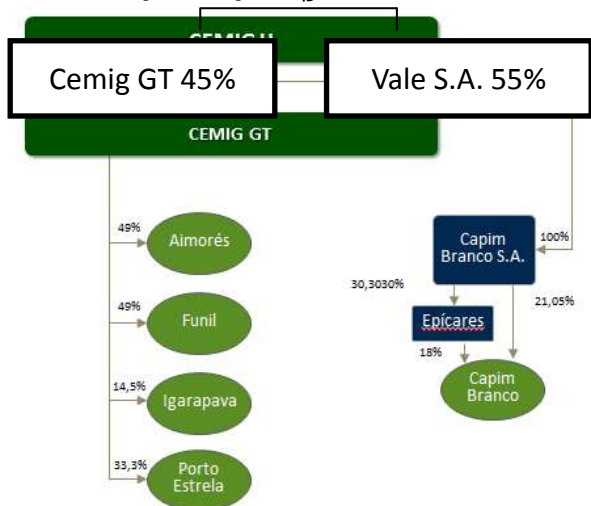 Cemig GT 45%
Vale S.A. 55%
CEMIG GT
49%
Aimorés
49%
Funil
14,5%
Igarapava
33,3%
Porto
Estrela
Capim
Branco S.A.
100%
30,3030%
21,05%
Epícares
18%
Capim
Branco